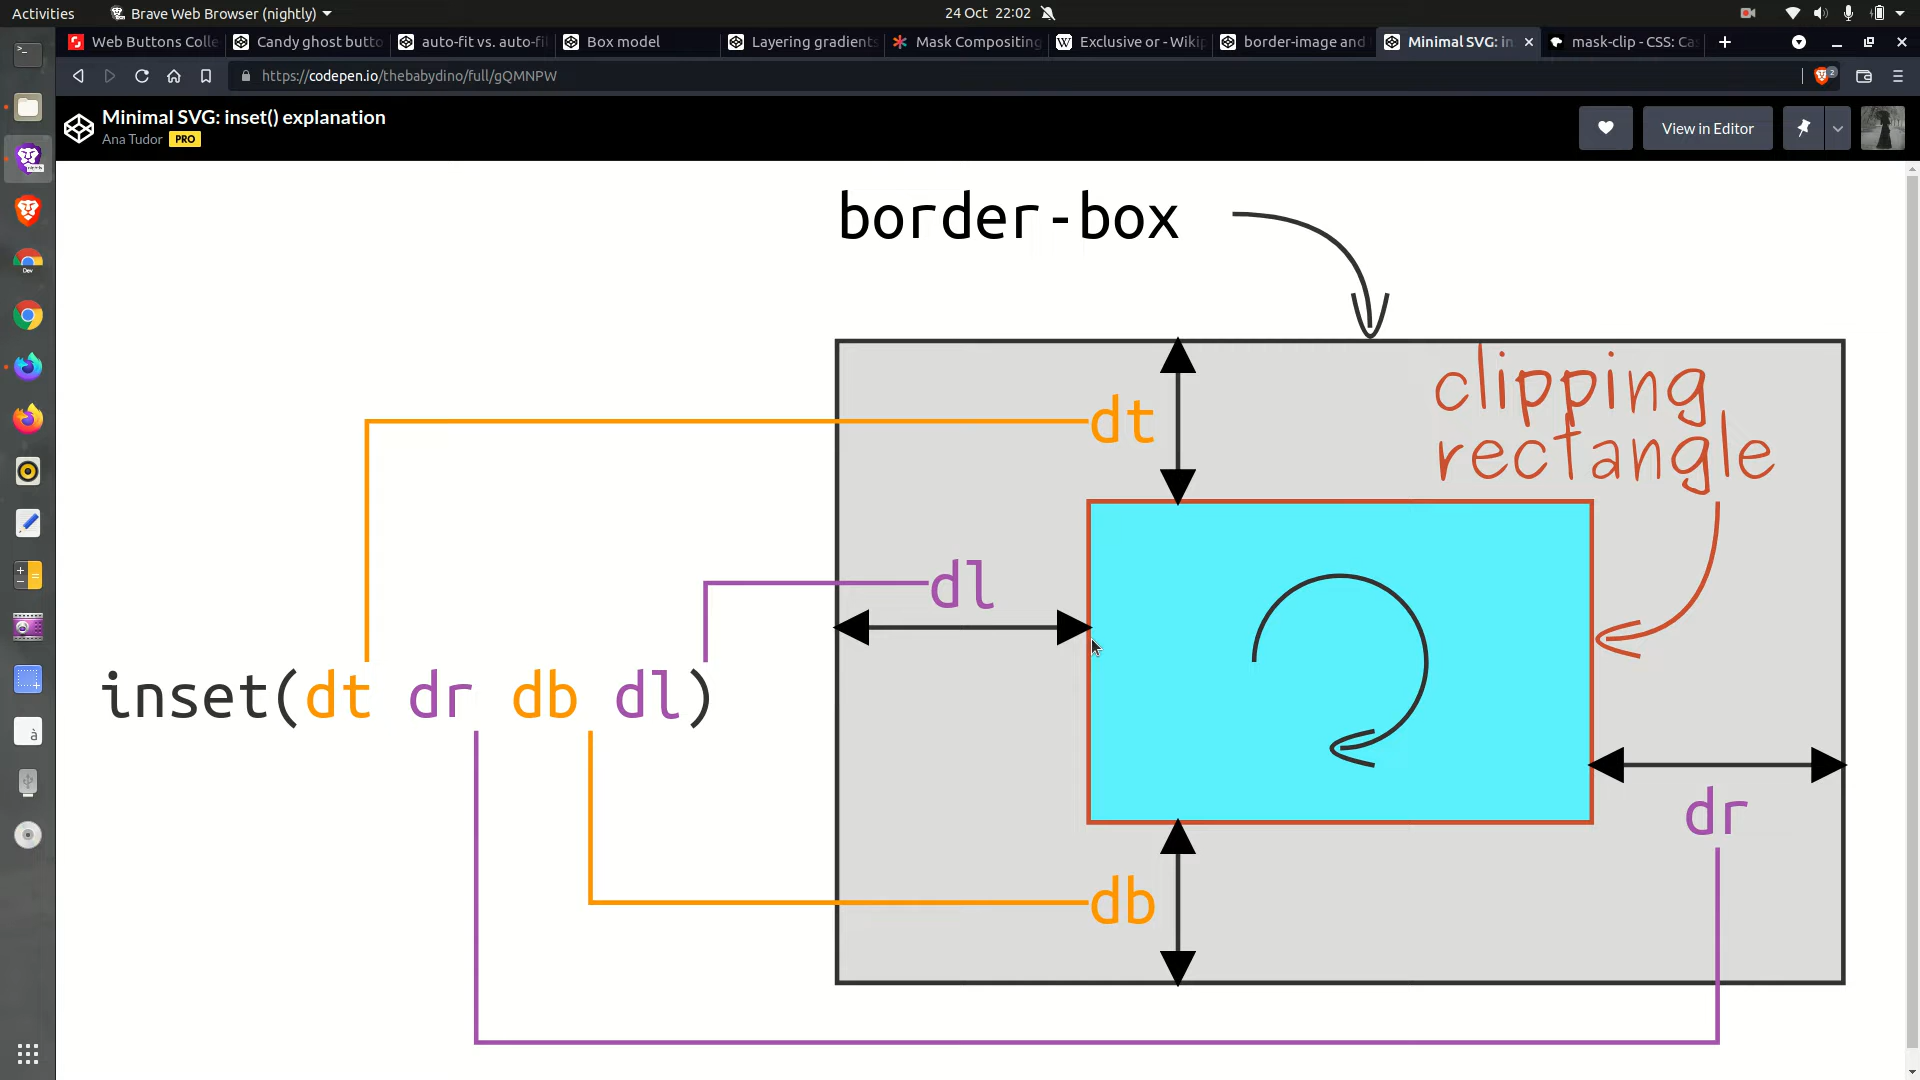 Activities
Brave Web Browser (nightly)
24 Oct 22:02
Web Buttons Colle
Candy ghost butto
auto-fit vs. auto-fi
Box model
Layering gradients
Mask Compositing
Exclusive or - Wiki
border-image and
Minimal SVG: in
mask-clip - CSS: Ca
https://codepen.io/thebabydino/full/gQMNPW
2
Minimal SVG: inset() explanation
Ana Tudor PRO
View in Editor
border-box
clipping
rectangle
dt
dl
inset(dt dr db dl)
dr
db
Dev